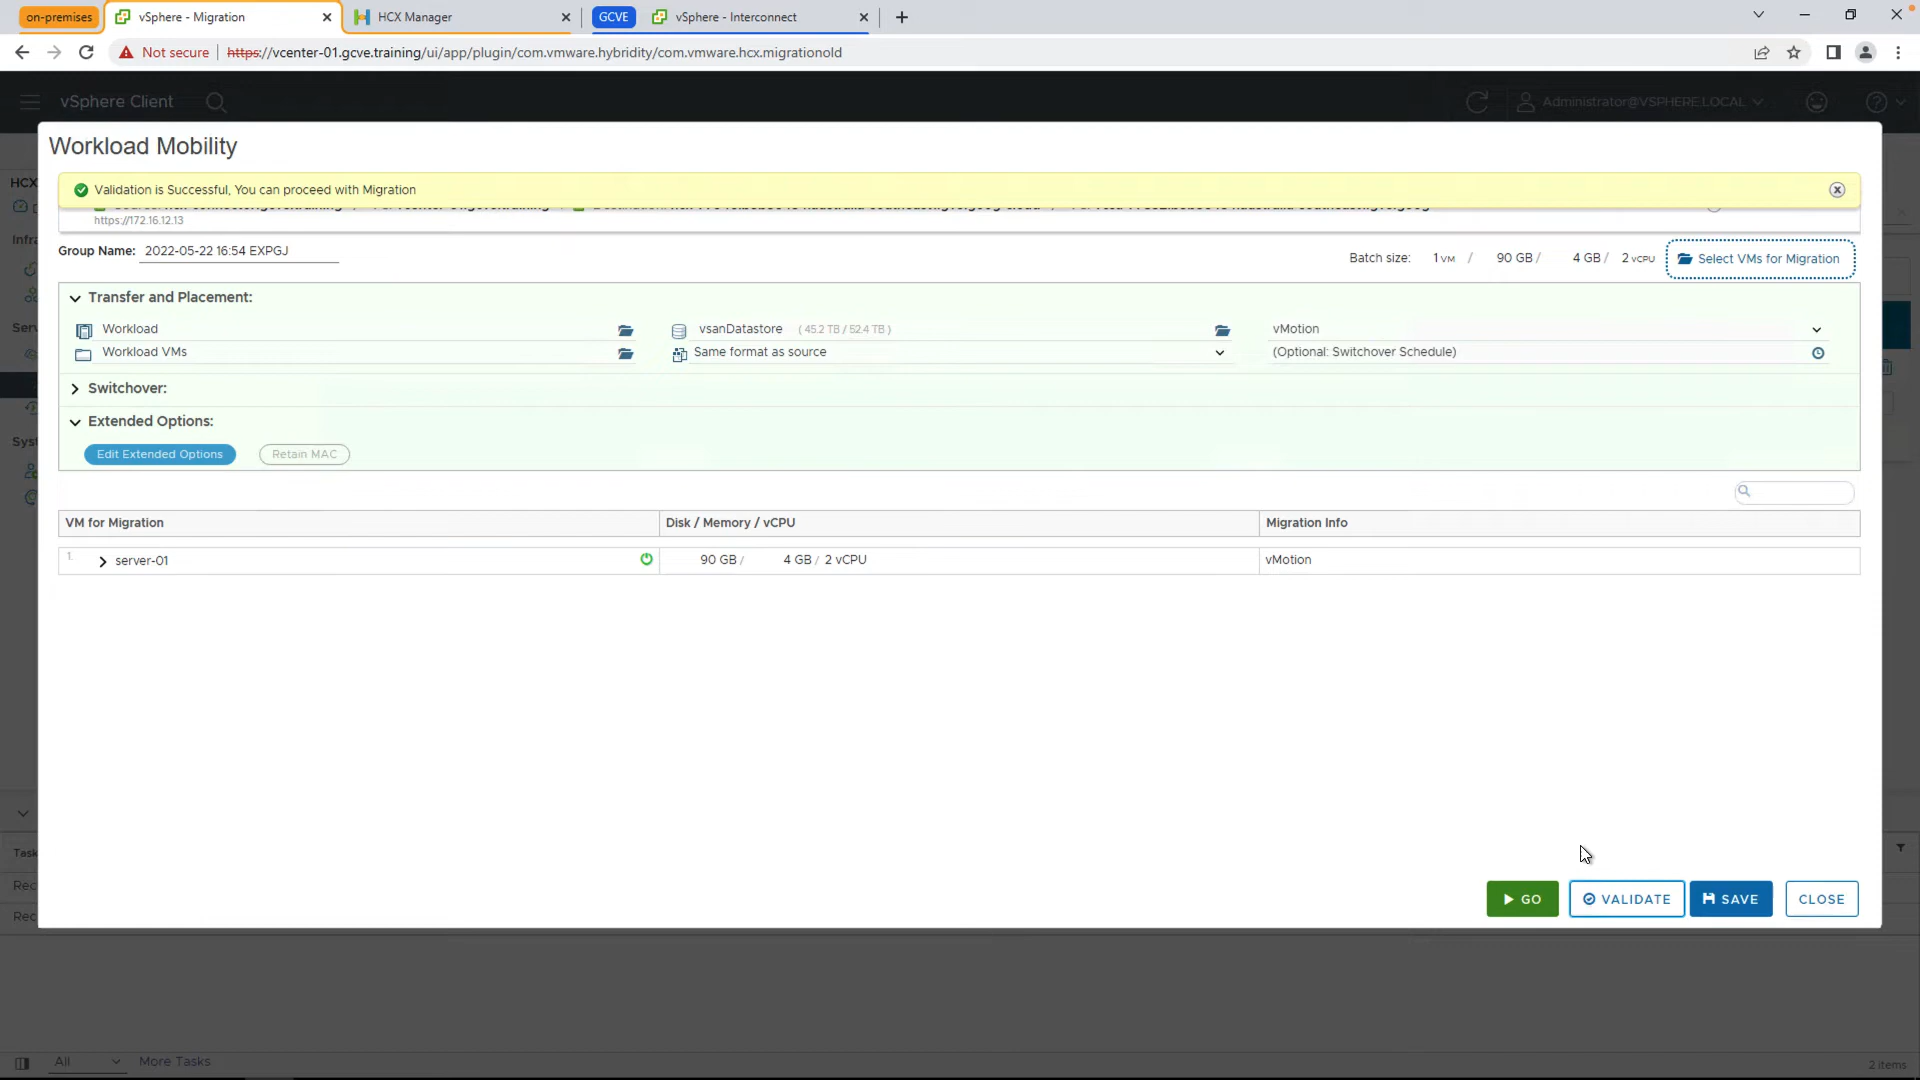 on-premises
vSphere - Migration
HCX Manager
GCVE
vSphere - Interconnect
Not secure
https://vcenter-01.gcve.training/ui/app/plugin/com.vmware.hybridity/com.vmware.hcx.migrationold
vSphere Client
Administrator@VSPHERE.LOCAL
Workload Mobility
HCX
Validation is Successful, You can proceed with Migration
https://172.16.12.13
Group Name: 2022-05-22 16:54 EXPGJ
Batch size: 1 VM / 90 GB / 4 GB / 2 vCPU
Select VMs for Migration
Transfer and Placement:
Workload
vsanDatastore ( 45.2 TB / 52.4 TB )
vMotion
Workload VMs
Same format as source
(Optional: Switchover Schedule)
Switchover:
Extended Options:
Edit Extended Options
Retain MAC
VM for Migration
Disk / Memory / vCPU
Migration Info
1.
server-01
90 GB / 4 GB / 2 vCPU
vMotion
GO
VALIDATE
SAVE
CLOSE
All
More Tasks
2 items